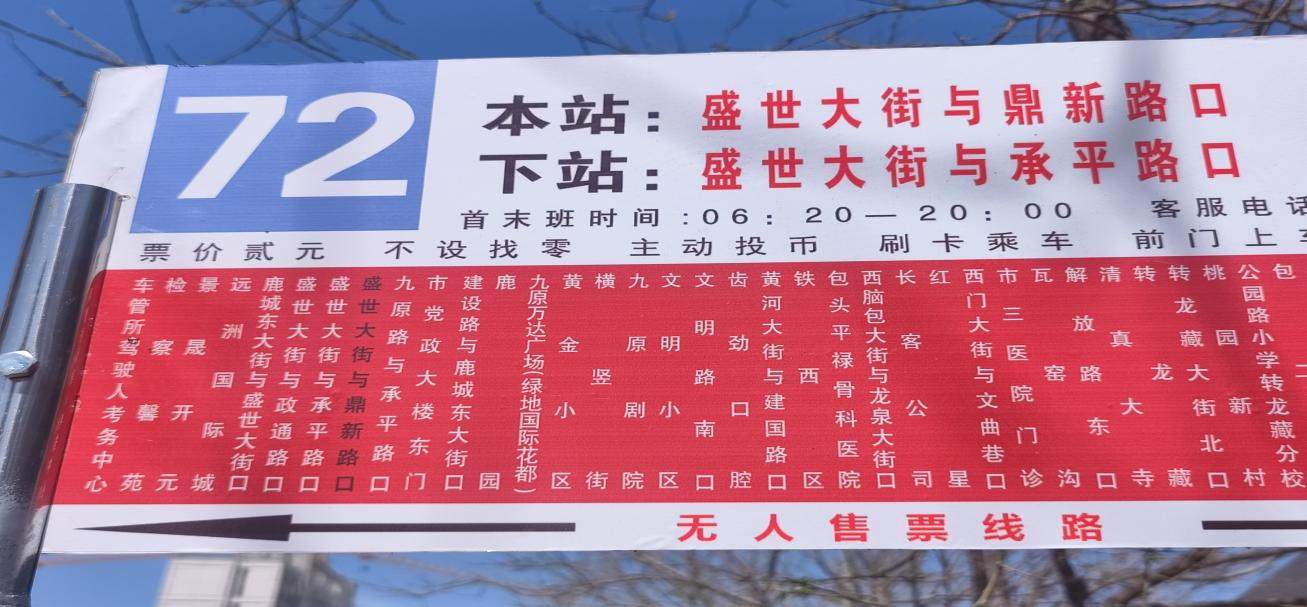 72
本站：盛世大街与鼎新路口
下站：盛世大街与承平路口
首末班时间:06：20—20：00 客服电话
票价贰元 不设找零 主动投币 刷卡乘车 前门上
车管所驾驶人考务中心
检察馨苑
景晟开元
远洲国际城
鹿城东大街与盛世大街口
盛世大街与政通路口
盛世大街与承平路口
盛世大街与鼎新路口
九原路与承平路口
市党政大楼东门
建设路与鹿城东大街口
鹿园
九原万达广场(绿地国际花都)
黄金小区
横竖街
九原剧院
文明小区
文明路南口
齿劲口腔
黄河大街与建国路口
铁西区
包头平禄骨科医院
西脑包大街与龙泉大街口
长客公司
红星
西门大街与文曲巷口
市三医院门诊
瓦窑沟
解放路东口
清真大寺
转龙藏
转龙藏大街北口
桃园新村
公园路小学转龙藏分校
包
无人售票线路